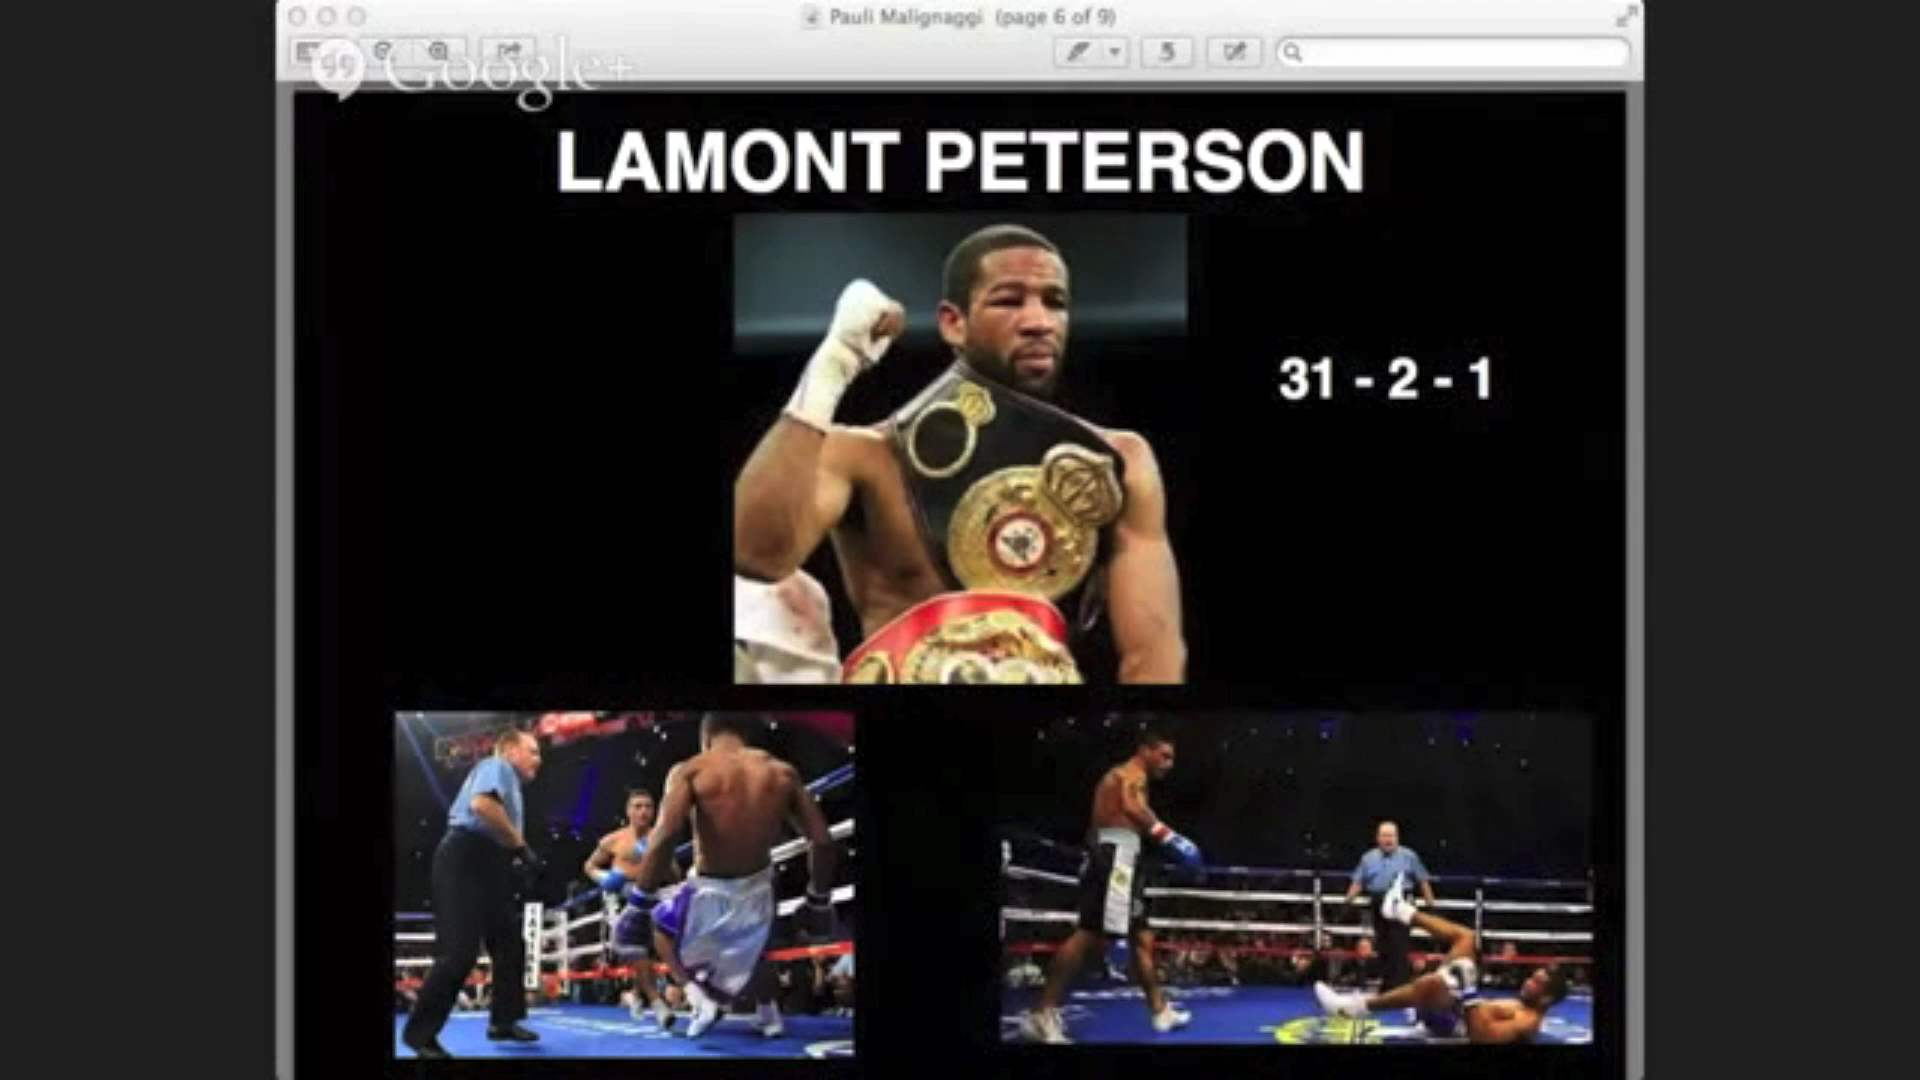 Pauli Malignaggi (page 6 of 9)
Google+
LAMONT PETERSON
31 - 2 - 1